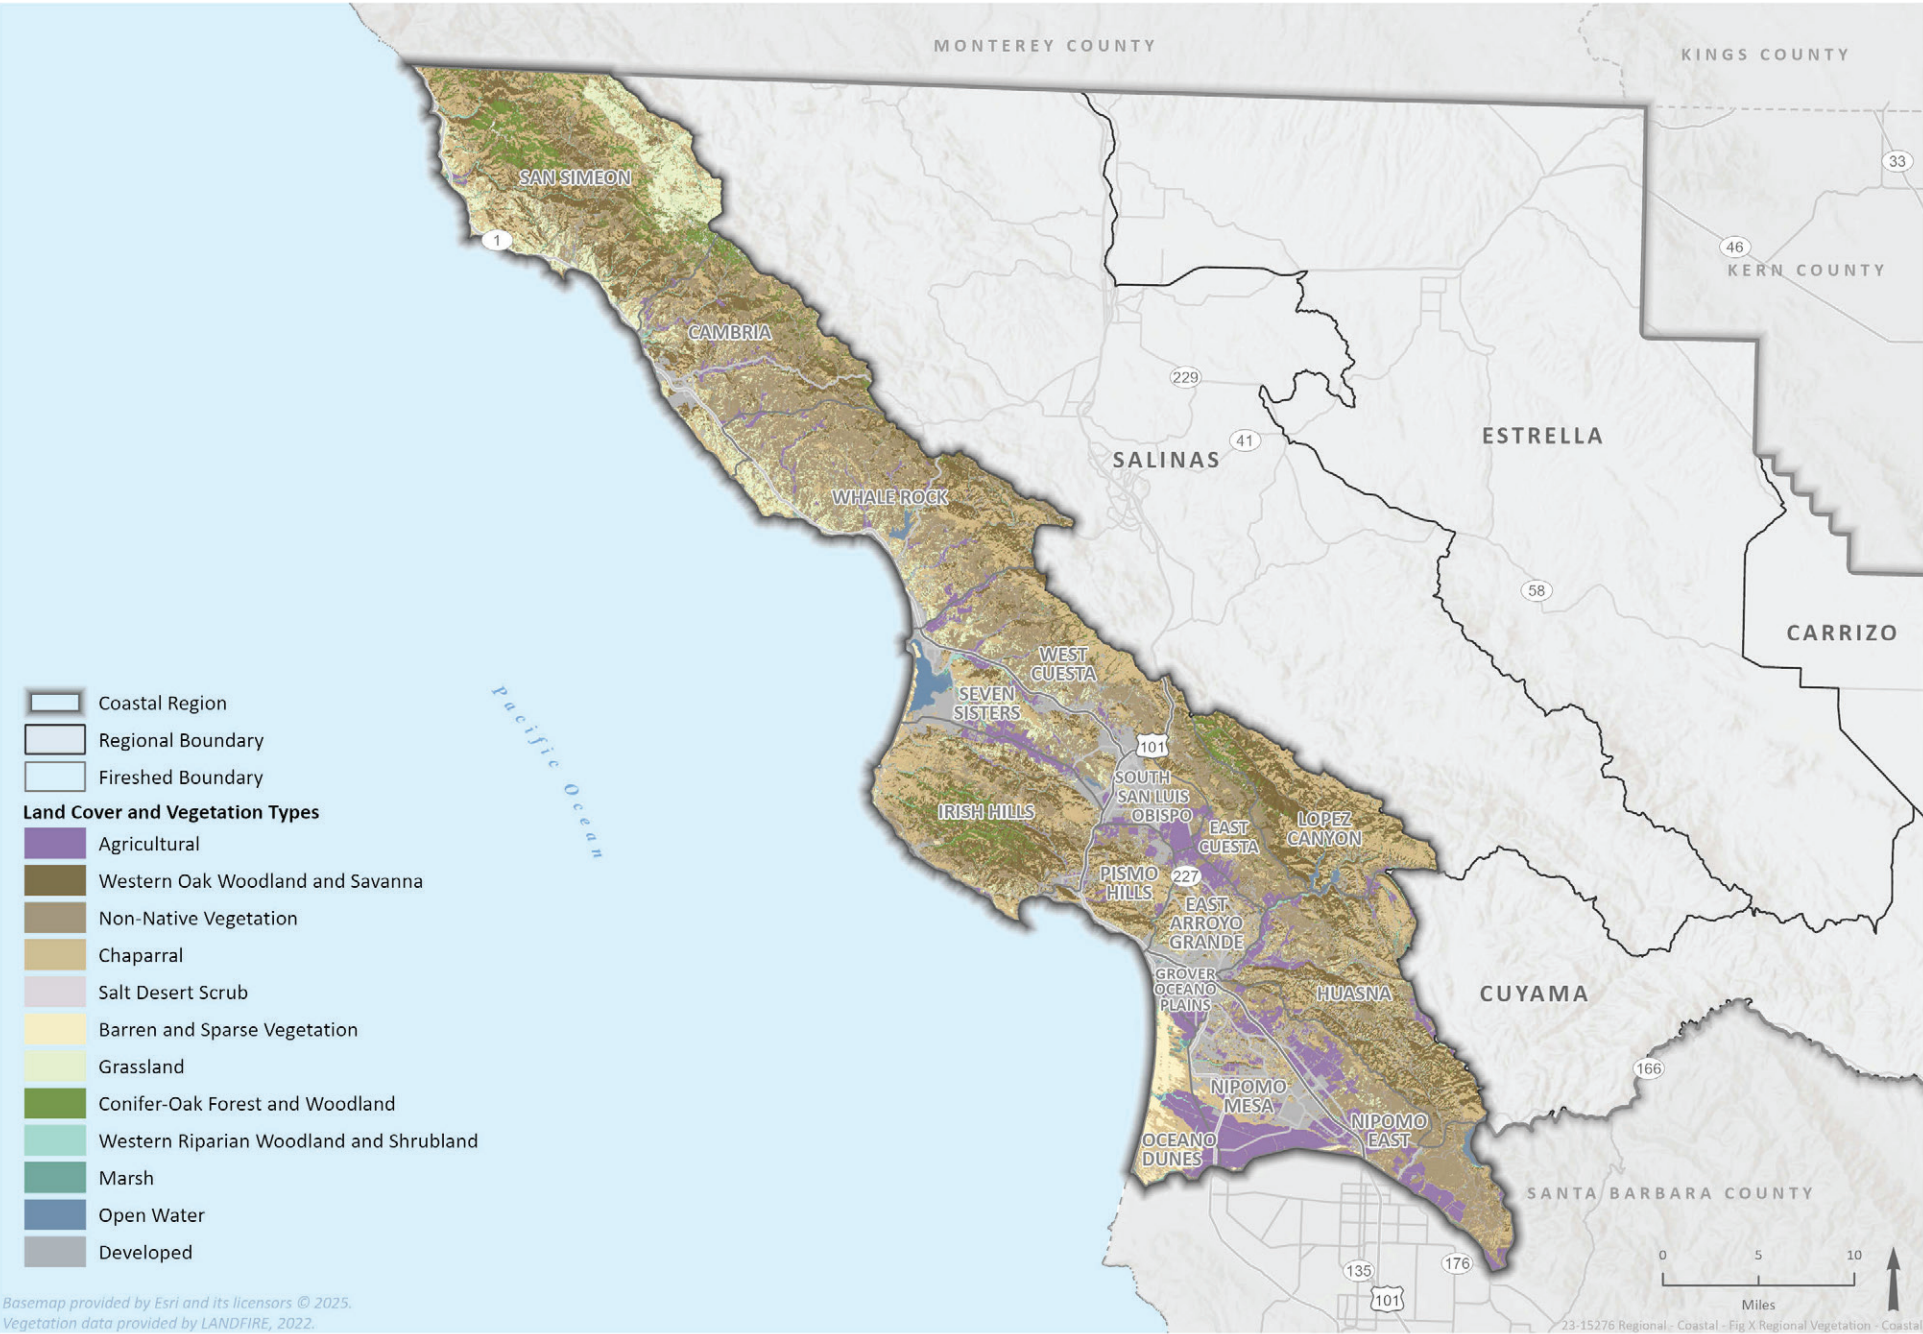 MONTEREY COUNTY
KINGS COUNTY
33
SAN SIMEON
1
46
KERN COUNTY
CAMBRIA
229
ESTRELLA
41
SALINAS
WHALE ROCK
58
CARRIZO
WEST
CUESTA
SEVEN
SISTERS
Pacific Ocean
101
SOUTH
SAN LUIS
OBISPO
IRISH HILLS
EAST
CUESTA
LOPEZ
CANYON
PISMO
HILLS
227
EAST
ARROYO
GRANDE
GROVER
OCEANO
PLAINS
HUASNA
CUYAMA
166
NIPOMO
MESA
NIPOMO
EAST
OCEANO
DUNES
SANTA BARBARA COUNTY
135
176
101
Coastal Region
Regional Boundary
Fireshed Boundary
Land Cover and Vegetation Types
Agricultural
Western Oak Woodland and Savanna
Non-Native Vegetation
Chaparral
Salt Desert Scrub
Barren and Sparse Vegetation
Grassland
Conifer-Oak Forest and Woodland
Western Riparian Woodland and Shrubland
Marsh
Open Water
Developed
0 5 10
Miles
Basemap provided by Esri and its licensors © 2025.
Vegetation data provided by LANDFIRE, 2022.
23-15276 Regional - Coastal - Fig X Regional Vegetation - Coastal